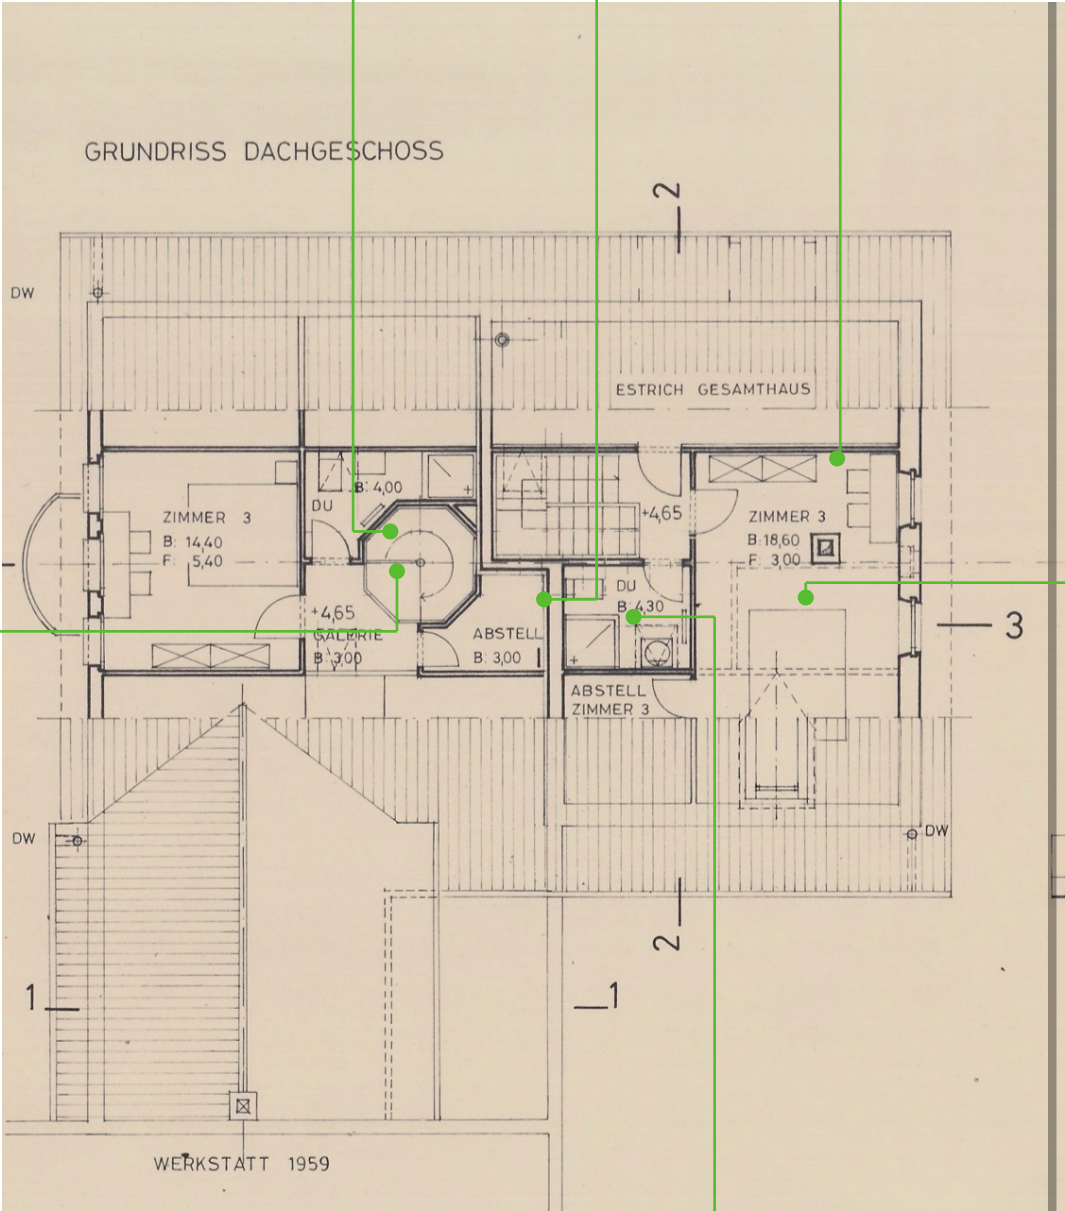 GRUNDRISS DACHGESCHOSS
2
DW
ESTRICH GESAMTHAUS
B: 4,00
DU
ZIMMER 3
B: 14,40
F: 5,40
+4,65
ZIMMER 3
B: 18,60
F: 3,00
DU
B: 4,30
+4,65
GALERIE
B: 3,00
ABSTELL
B: 3,00
3
ABSTELL
ZIMMER 3
DW
DW
2
1
1
WERKSTATT 1959